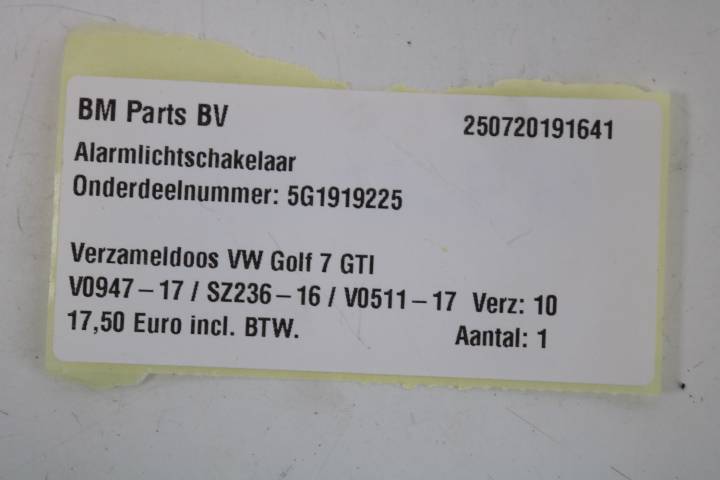 BM Parts BV 250720191641
Alarmlichtschakelaar
Onderdeelnummer: 5G1919225
Verzameldoos VW Golf 7 GTI
V0947-17 / SZ236-16 / V0511-17 Verz: 10
17,50 Euro incl. BTW. Aantal: 1